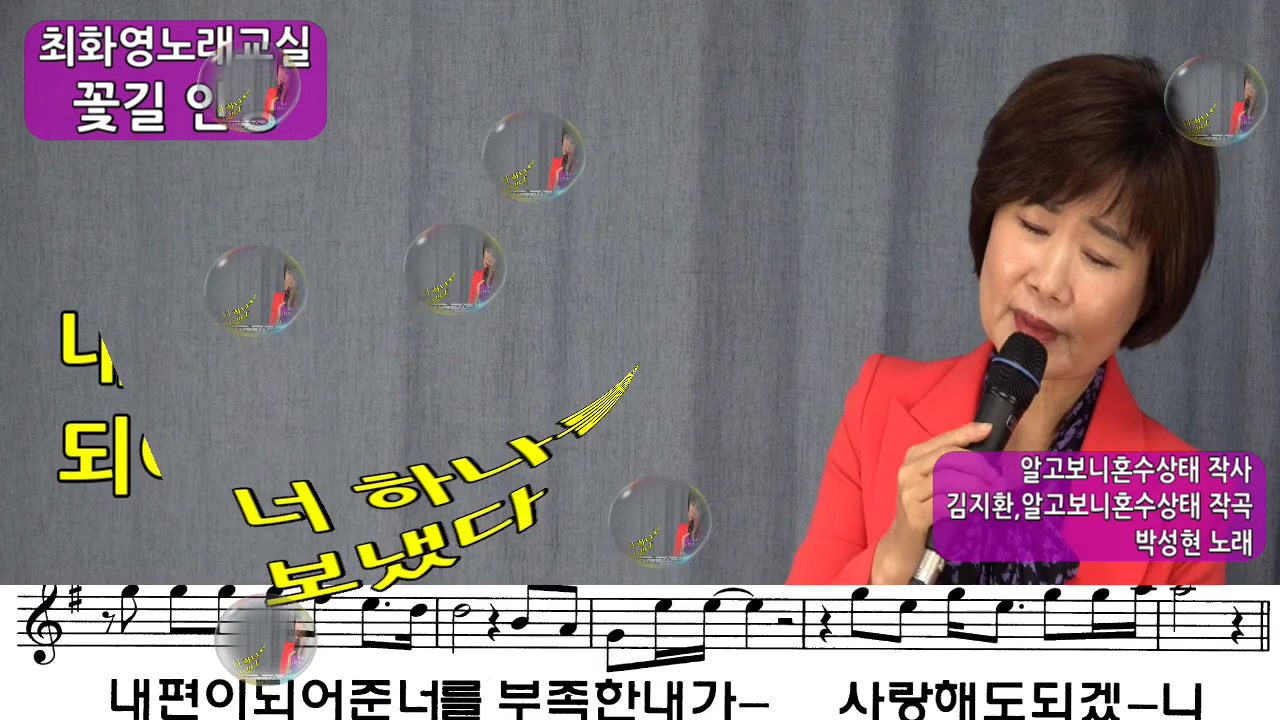 최화영노래교실
꽃길
내
되
너 하나
보냈다
알고보니혼수상태 작사
김지환,알고보니혼수상태 작곡
박성현 노래
내편이되어준너를 부족한내가– 사랑해도되겠–니